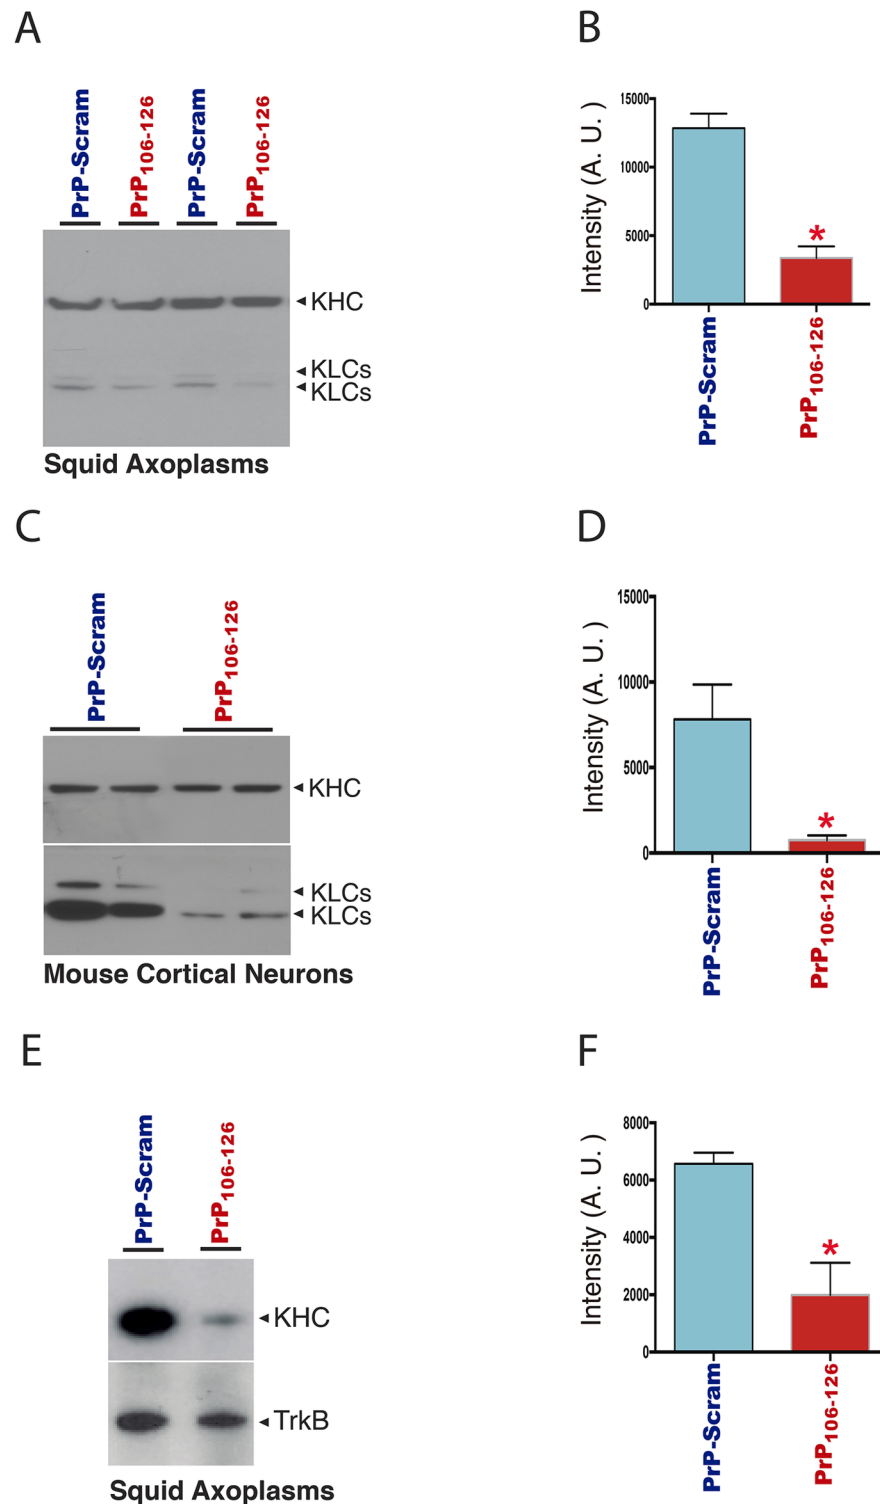 A
PrP-Scram
PrP106-126
PrP-Scram
PrP106-126
KHC
KLCs
KLCs
Squid Axoplasms
B
Intensity (A. U. )
15000
10000
5000
0
*
PrP-Scram
PrP106-126
C
PrP-Scram
PrP106-126
KHC
KLCs
KLCs
Mouse Cortical Neurons
D
Intensity (A. U. )
15000
10000
5000
0
*
PrP-Scram
PrP106-126
E
PrP-Scram
PrP106-126
KHC
TrkB
Squid Axoplasms
F
Intensity (A. U. )
8000
6000
4000
2000
0
*
PrP-Scram
PrP106-126